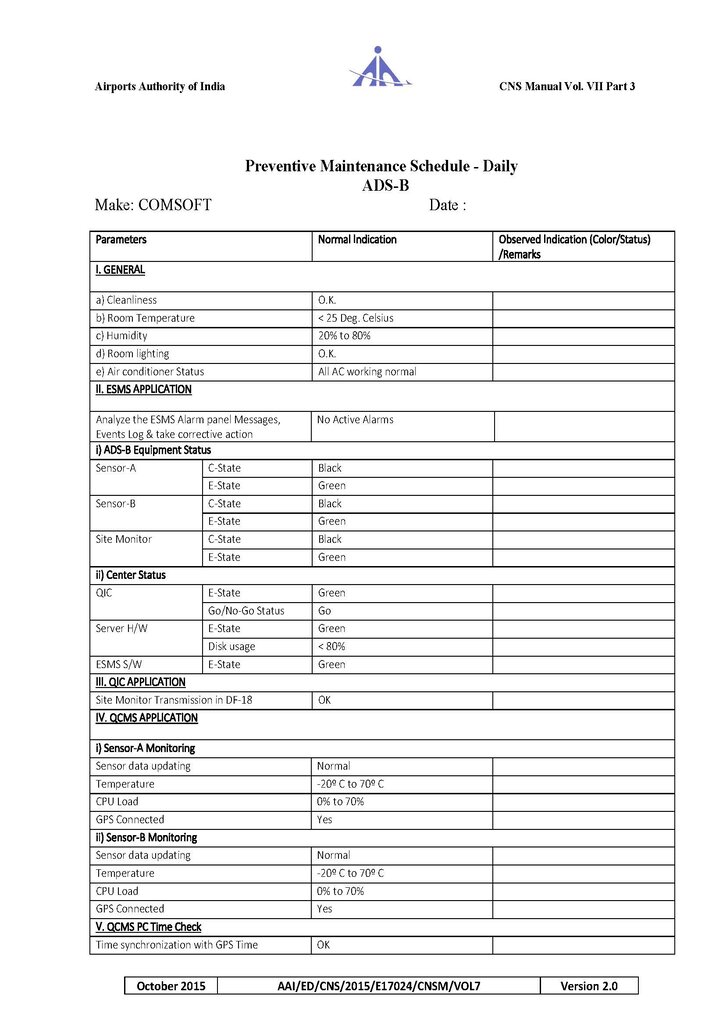 Airports Authority of India
CNS Manual Vol. VII Part 3
Preventive Maintenance Schedule - Daily
ADS-B
Make: COMSOFT Date :
Parameters Normal Indication Observed Indication (Color/Status)
/Remarks
I. GENERAL
a) Cleanliness O.K.
b) Room Temperature < 25 Deg. Celsius
c) Humidity 20% to 80%
d) Room lighting O.K.
e) Air conditioner Status All AC working normal
II. ESMS APPLICATION
Analyze the ESMS Alarm panel Messages, No Active Alarms
Events Log & take corrective action
i) ADS-B Equipment Status
Sensor-A C-State Black
E-State Green
Sensor-B C-State Black
E-State Green
Site Monitor C-State Black
E-State Green
ii) Center Status
QIC E-State Green
Go/No-Go Status Go
Server H/W E-State Green
Disk usage < 80%
ESMS S/W E-State Green
III. QIC APPLICATION
Site Monitor Transmission in DF-18 OK
IV. QCMS APPLICATION
i) Sensor-A Monitoring
Sensor data updating Normal
Temperature -20º C to 70º C
CPU Load 0% to 70%
GPS Connected Yes
ii) Sensor-B Monitoring
Sensor data updating Normal
Temperature -20º C to 70º C
CPU Load 0% to 70%
GPS Connected Yes
V. QCMS PC Time Check
Time synchronization with GPS Time OK
October 2015 AAI/ED/CNS/2015/E17024/CNSM/VOL7 Version 2.0